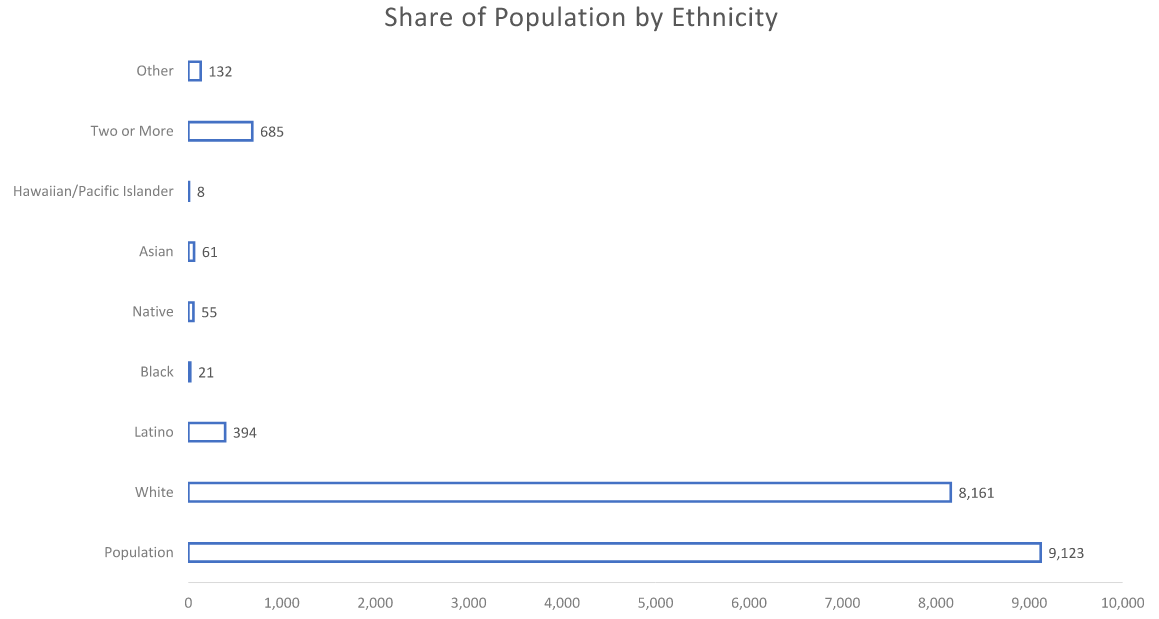 Share of Population by Ethnicity
Other 132
Two or More 685
Hawaiian/Pacific Islander 8
Asian 61
Native 55
Black 21
Latino 394
White 8,161
Population 9,123
0 1,000 2,000 3,000 4,000 5,000 6,000 7,000 8,000 9,000 10,000